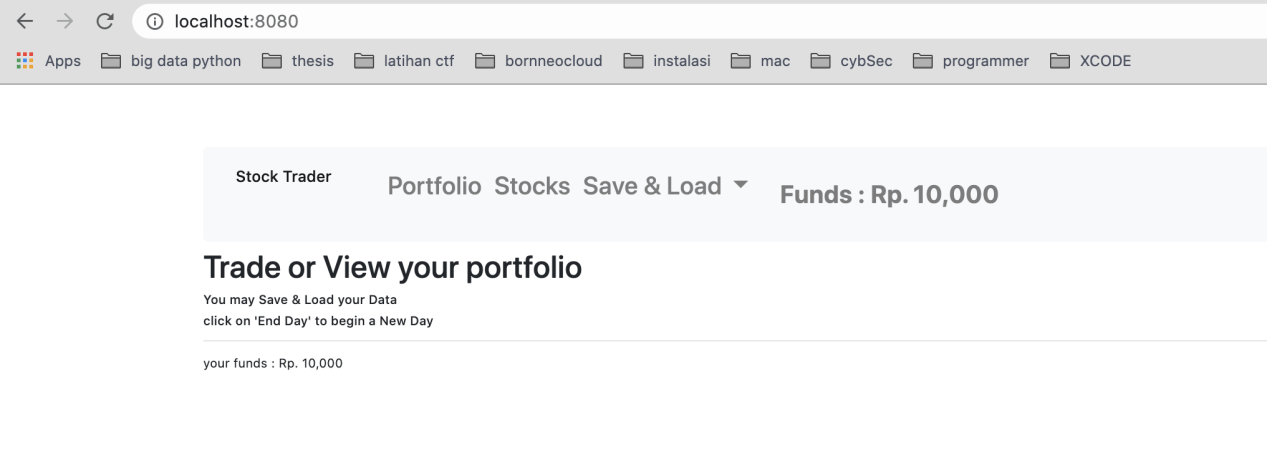 localhost:8080
Apps big data python thesis latihan ctf bornneocloud instalasi mac cybSec programmer XCODE
Stock Trader Portfolio Stocks Save & Load Funds : Rp. 10,000
Trade or View your portfolio
You may Save & Load your Data
click on 'End Day' to begin a New Day
your funds : Rp. 10,000